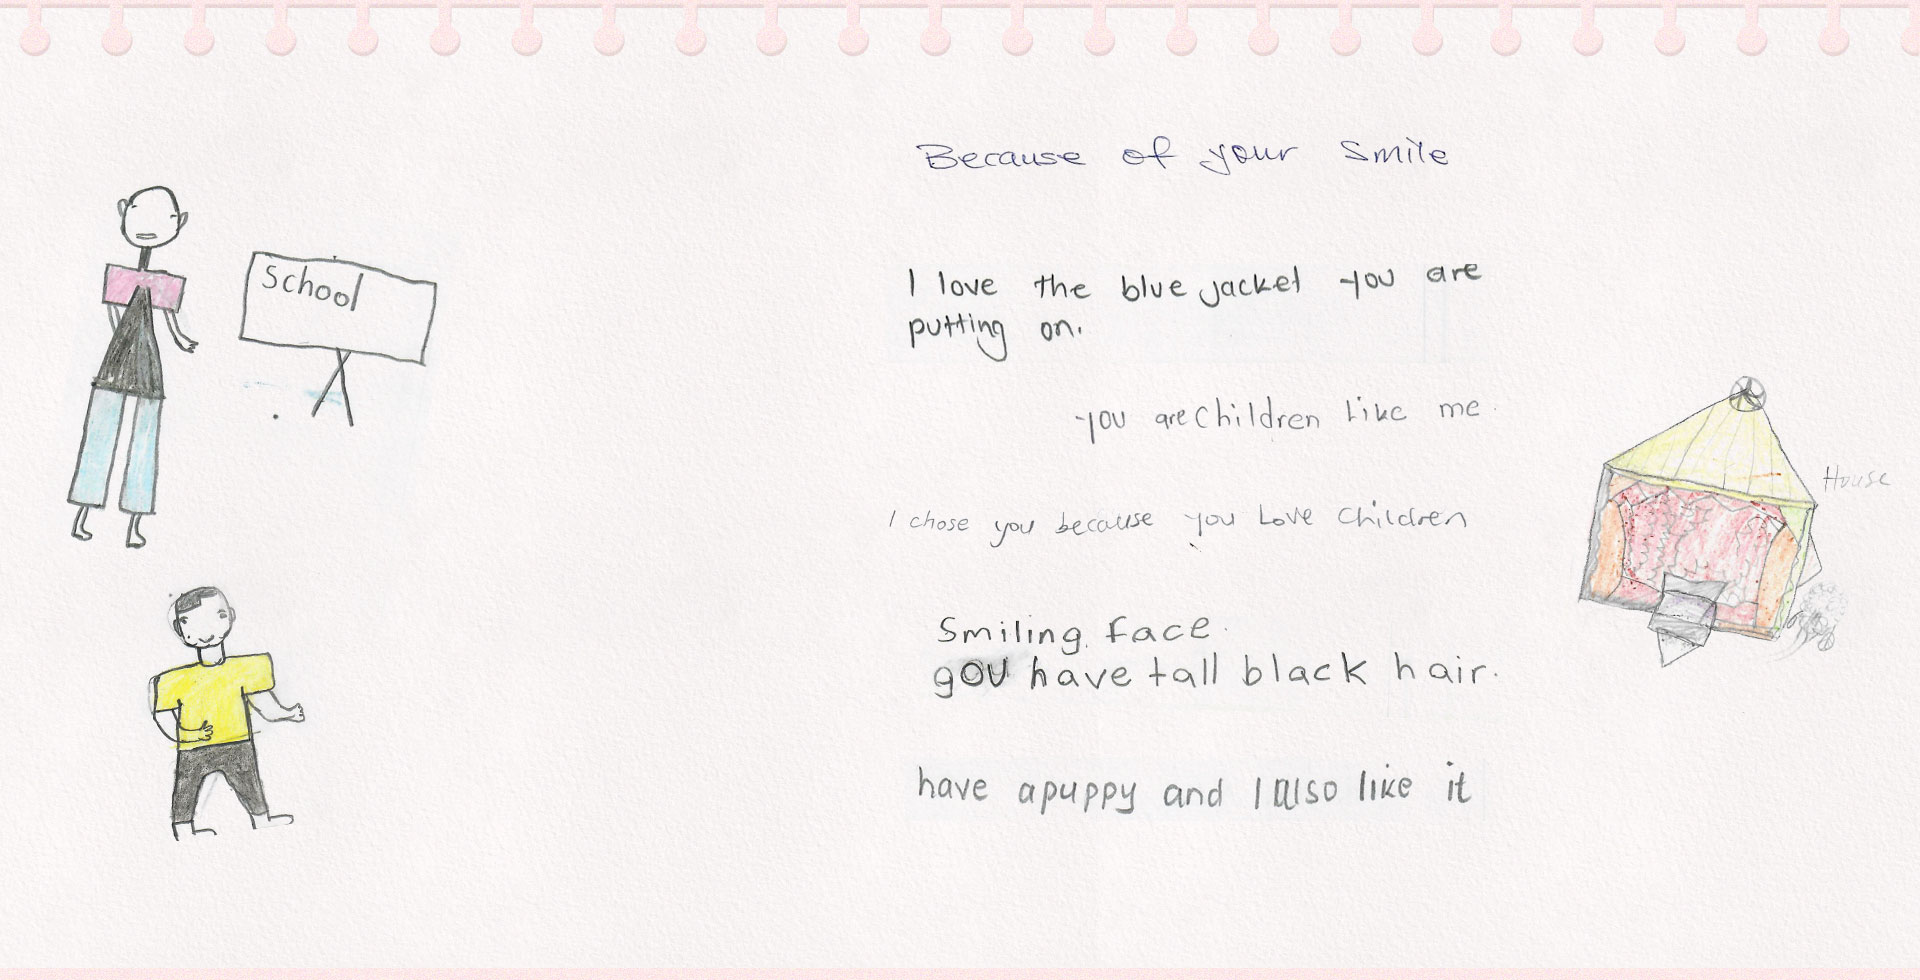 Because of your Smile
School
I love the blue jacket you are
putting on.
you are children like me
House
I chose you because you Love children
Smiling face.
you have tall black hair.
have apuppy and I also like it